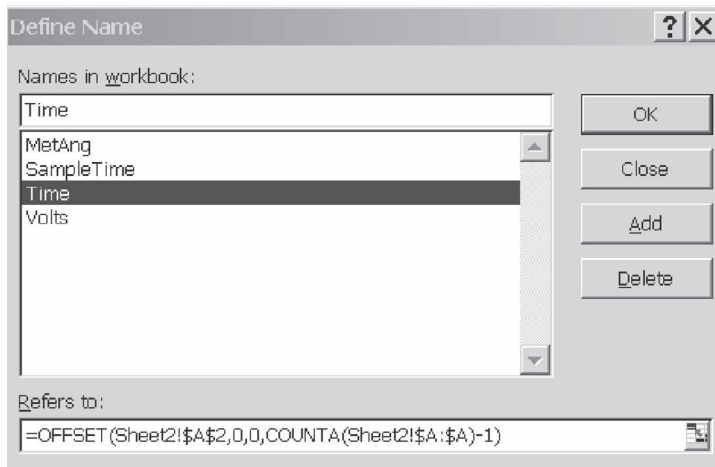 Define Name
Names in workbook:
Time
OK
MetAng
SampleTime
Close
Time
Volts
Add
Delete
Refers to:
=OFFSET(Sheet2!$A$2,0,0,COUNTA(Sheet2!$A:$A)-1)